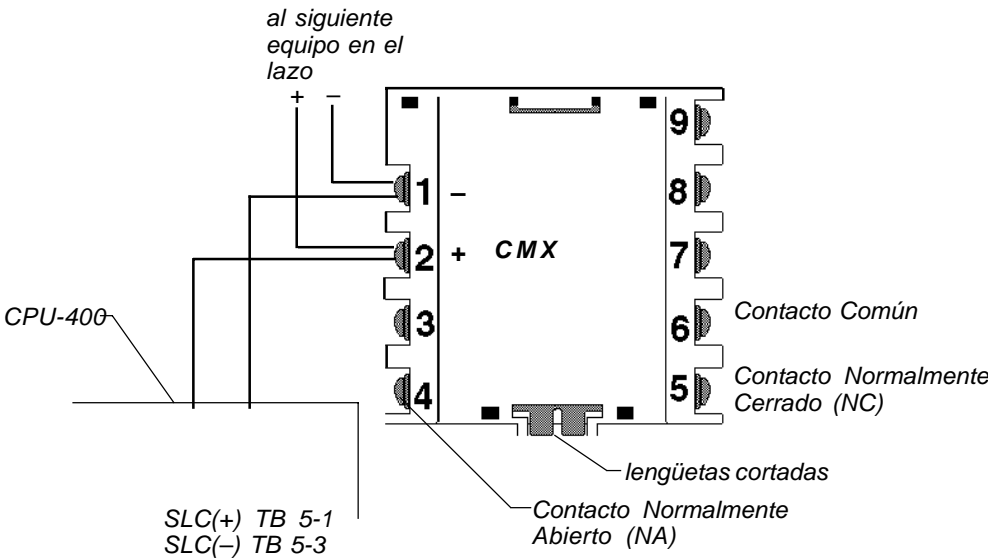 al siguiente
equipo en el
lazo
+ –
9
1 –
8
2 +
CMX
7
CPU-400
3
6
Contacto Común
4
5
Contacto Normalmente
Cerrado (NC)
lengüetas cortadas
Contacto Normalmente
Abierto (NA)
SLC(+) TB 5-1
SLC(–) TB 5-3